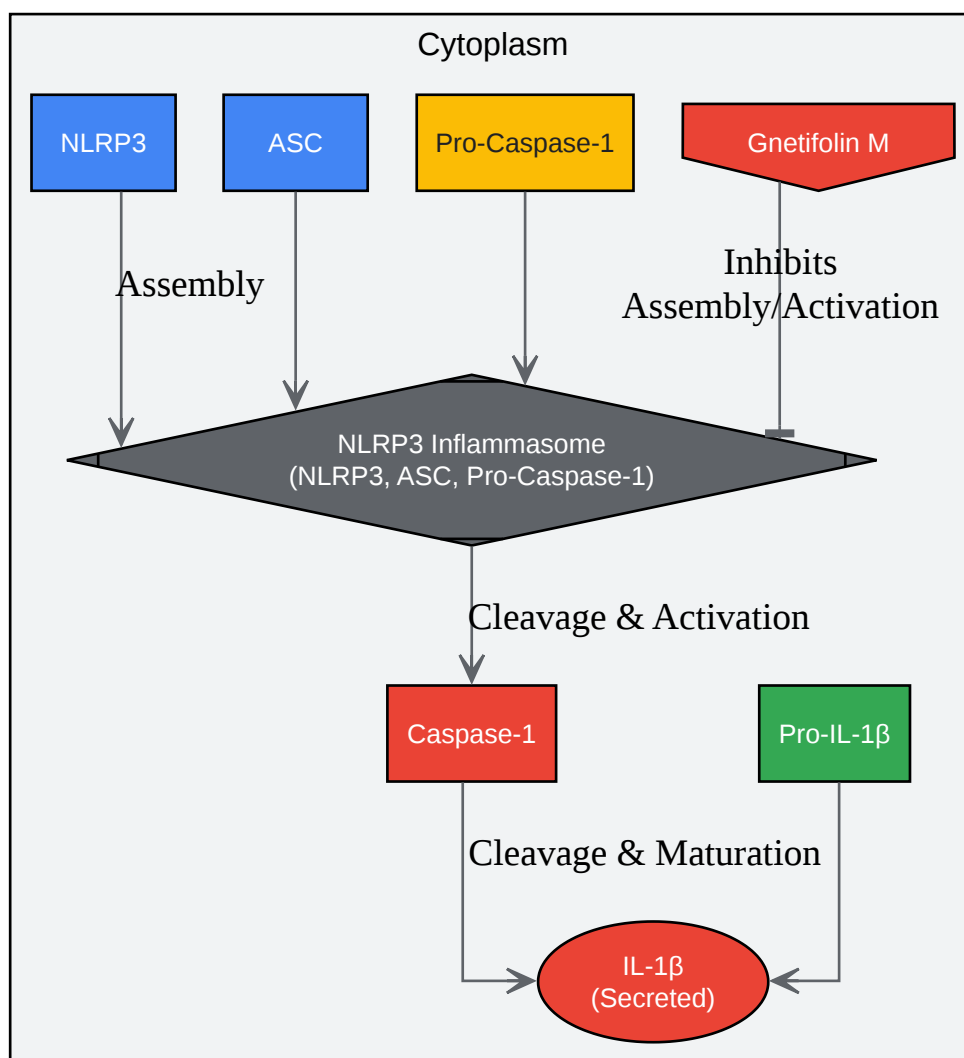 Cytoplasm
NLRP3
ASC
Pro-Caspase-1
Gnetifolin M
Assembly
Inhibits
Assembly/Activation
NLRP3 Inflammasome
(NLRP3, ASC, Pro-Caspase-1)
Cleavage & Activation
Caspase-1
Pro-IL-1β
Cleavage & Maturation
IL-1β
(Secreted)